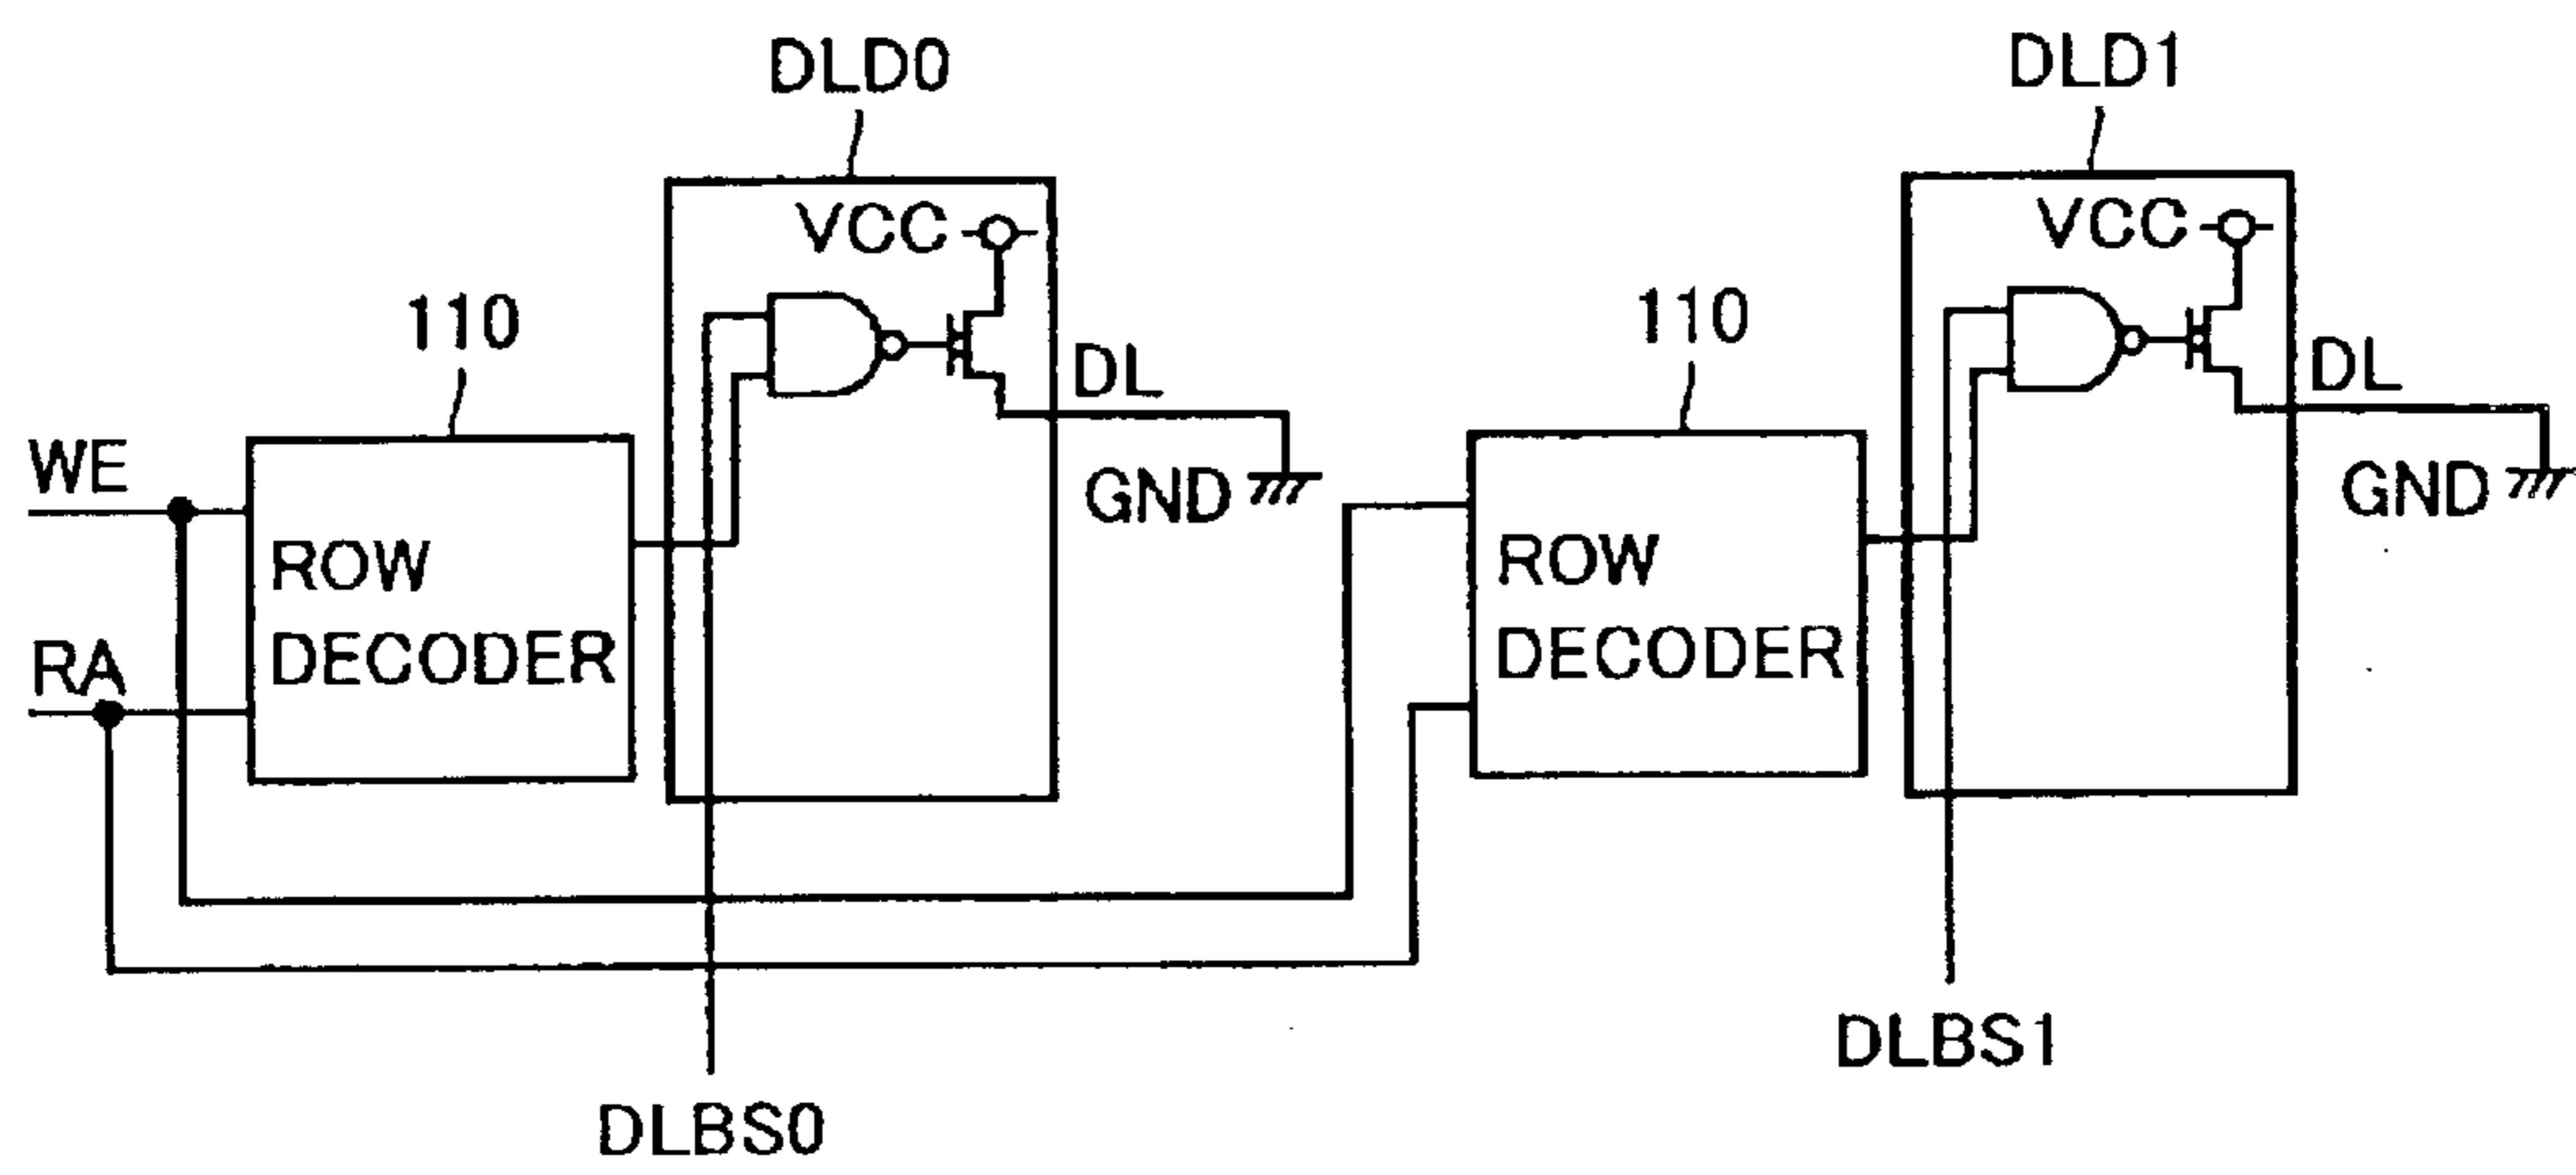 DLD0
DLD1
VCC
VCC
110
110
DL
DL
WE
GND
GND
ROW
DECODER
ROW
DECODER
RA
DLBS1
DLBS0